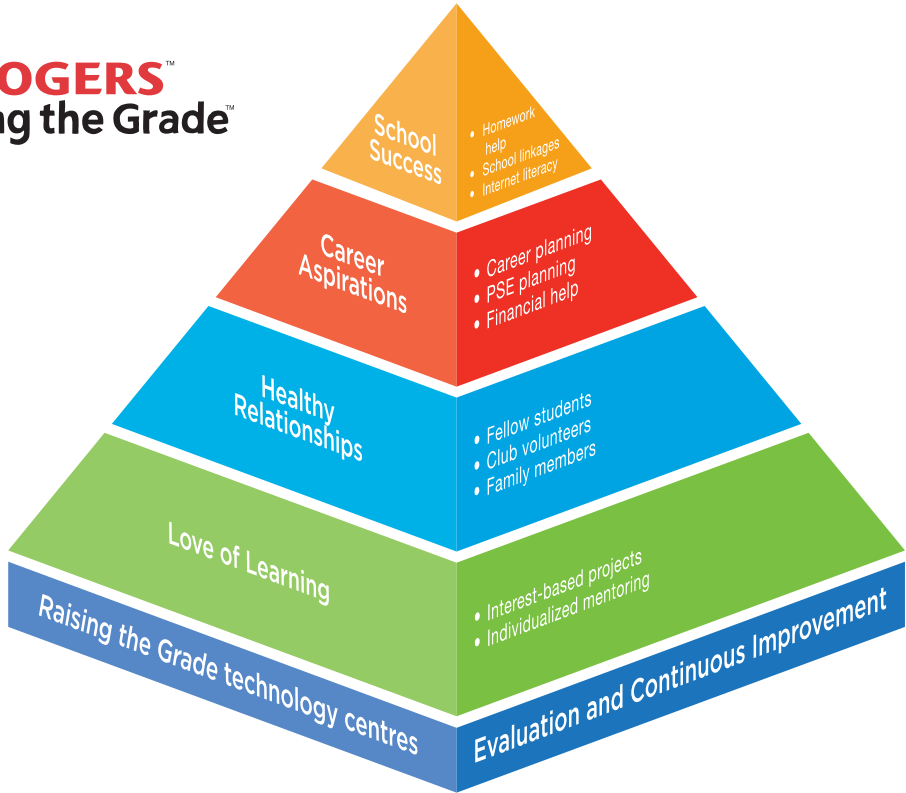 OGERS™
ng the Grade™
School
Success
• Homework
help
• School linkages
• Internet literacy
Career
Aspirations
• Career planning
• PSE planning
• Financial help
Healthy
Relationships
• Fellow students
• Club volunteers
• Family members
Love of Learning
• Interest-based projects
• Individualized mentoring
Raising the Grade technology centres
Evaluation and Continuous Improvement